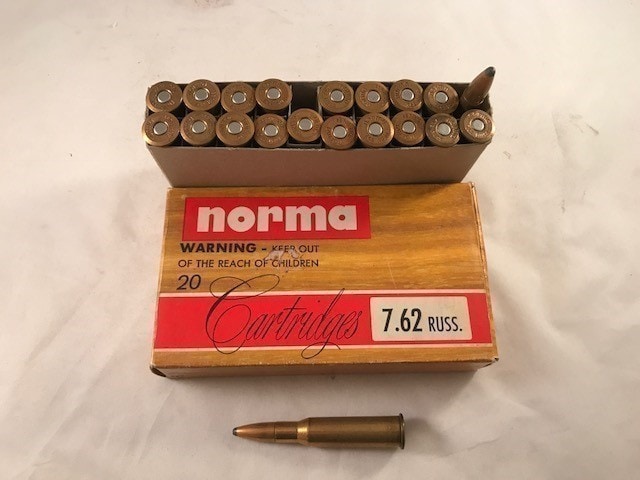 norma
WARNING - KEEP OUT
OF THE REACH OF CHILDREN
20
Cartridges
7.62 RUSS.